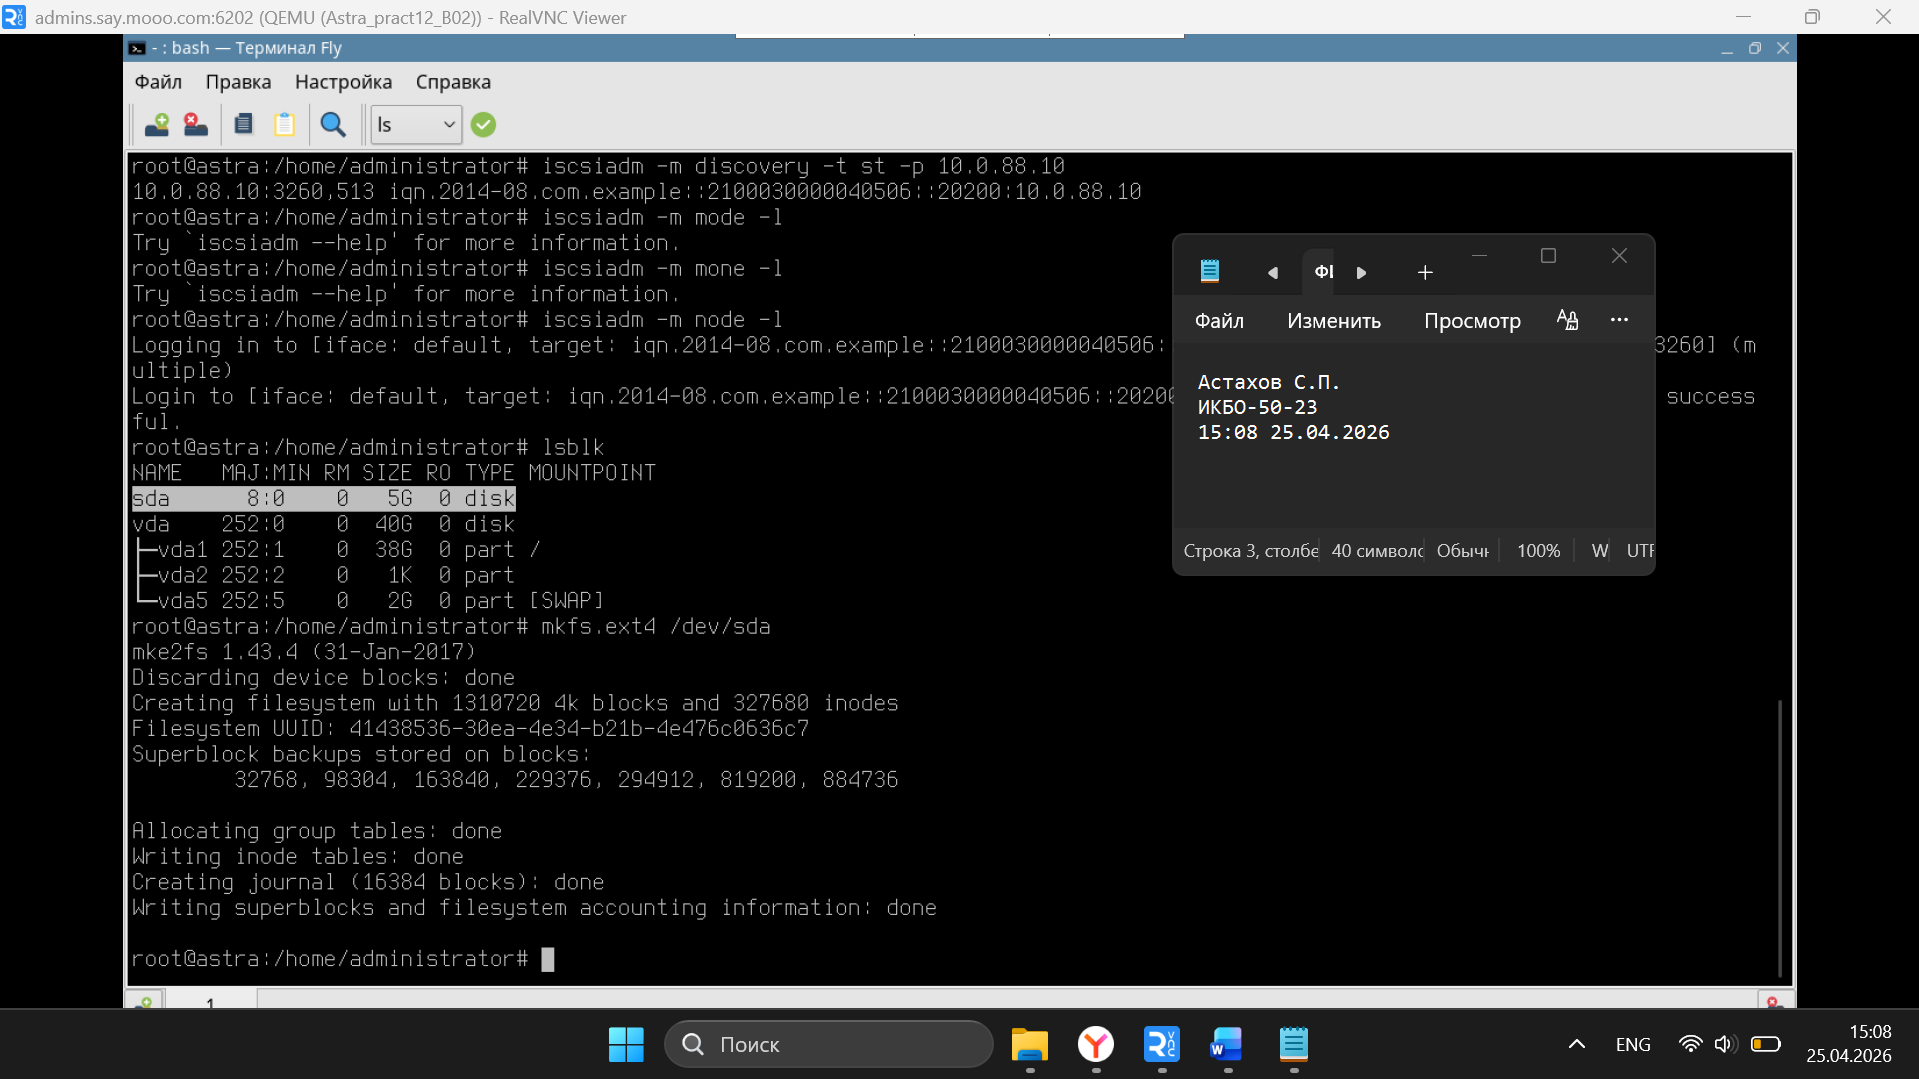 admins.say.mooo.com:6202 (QEMU (Astra_pract12_B02)) - RealVNC Viewer
- : bash — Терминал Fly
Файл Правка Настройка Справка
ls
root@astra:/home/administrator# iscsiadm -m discovery -t st -p 10.0.88.10
10.0.88.10:3260,513 iqn.2014-08.com.example::2100030000040506::20200:10.0.88.10
root@astra:/home/administrator# iscsiadm -m mode -l
Try `iscsiadm --help' for more information.
root@astra:/home/administrator# iscsiadm -m mone -l
Try `iscsiadm --help' for more information.
root@astra:/home/administrator# iscsiadm -m node -l
Logging in to [iface: default, target: iqn.2014-08.com.example::2100030000040506: 3260] (m
ultiple)
Login to [iface: default, target: iqn.2014-08.com.example::2100030000040506::2020 success
ful.
root@astra:/home/administrator# lsblk
NAME MAJ:MIN RM SIZE RO TYPE MOUNTPOINT
sda 8:0 0 5G 0 disk
vda 252:0 0 40G 0 disk
├─vda1 252:1 0 38G 0 part /
├─vda2 252:2 0 1K 0 part
└─vda5 252:5 0 2G 0 part [SWAP]
root@astra:/home/administrator# mkfs.ext4 /dev/sda
mke2fs 1.43.4 (31-Jan-2017)
Discarding device blocks: done
Creating filesystem with 1310720 4k blocks and 327680 inodes
Filesystem UUID: 41438536-30ea-4e34-b21b-4e476c0636c7
Superblock backups stored on blocks:
32768, 98304, 163840, 229376, 294912, 819200, 884736
Allocating group tables: done
Writing inode tables: done
Creating journal (16384 blocks): done
Writing superblocks and filesystem accounting information: done
root@astra:/home/administrator#
1
Файл Изменить Просмотр
Астахов С.П.
ИКБО-50-23
15:08 25.04.2026
Строка 3, столбе 40 символо Обычн 100% W UTF
Поиск
ENG
15:08
25.04.2026